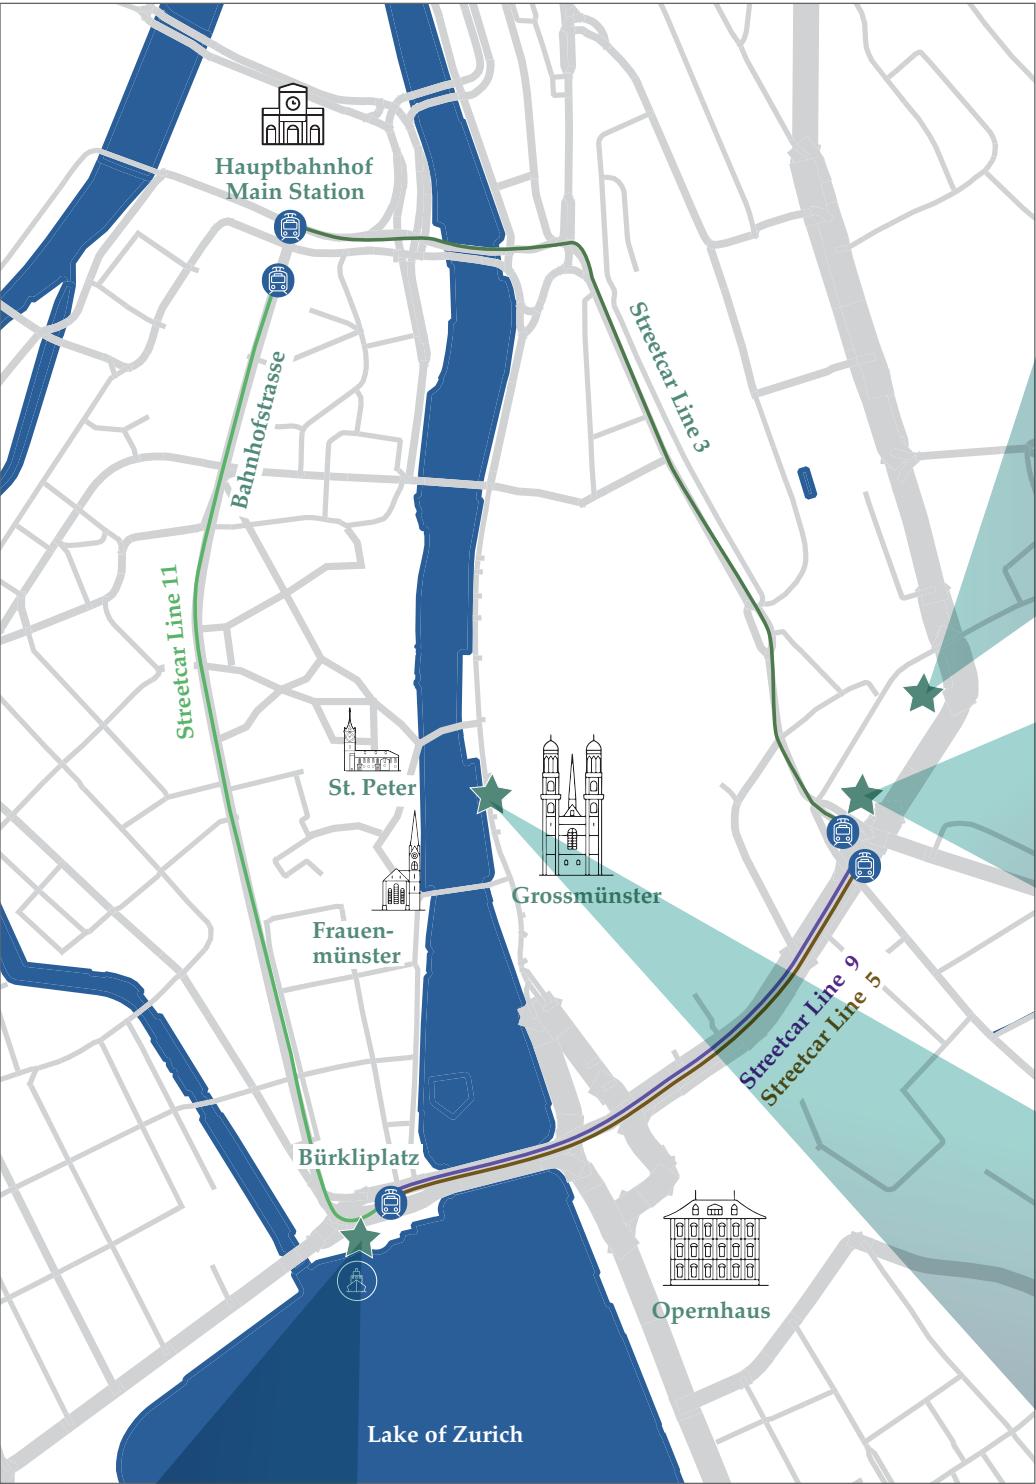 Hauptbahnhof
Main Station
Streetcar Line 3
Bahnhofstrasse
Streetcar Line 11
St. Peter
Grossmünster
Frauen-
münster
Streetcar Line 9
Streetcar Line 5
Bürkliplatz
Opernhaus
Lake of Zurich